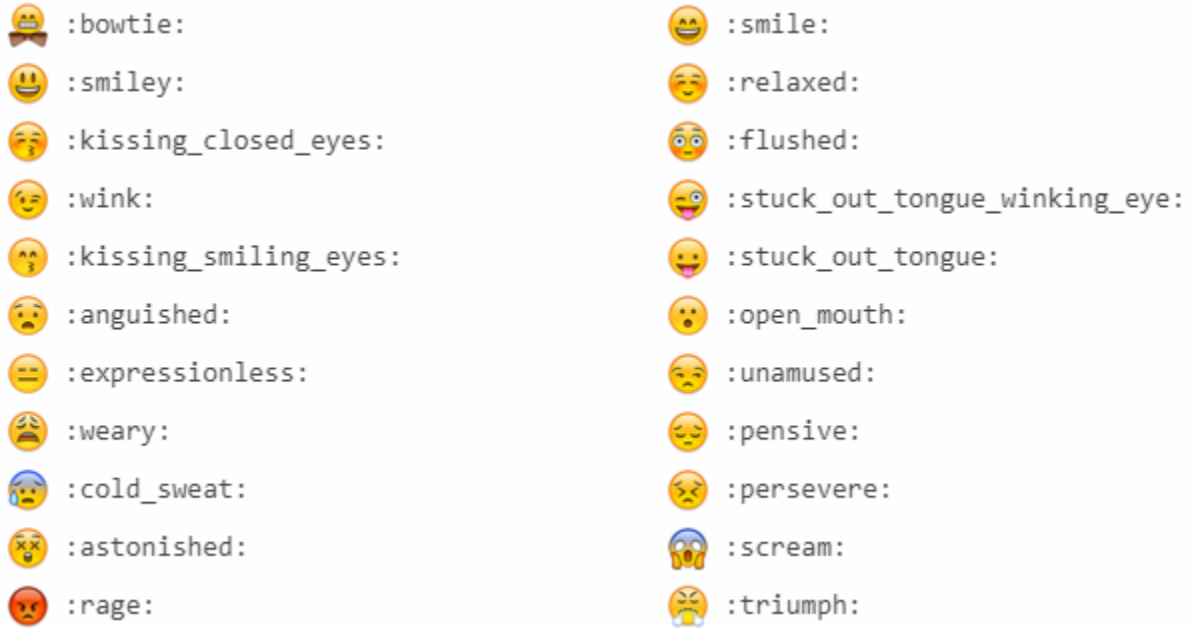 :bowtie: :smile:
:smiley: :relaxed:
:kissing_closed_eyes: :flushed:
:wink: :stuck_out_tongue_winking_eye:
:kissing_smiling_eyes: :stuck_out_tongue:
:anguished: :open_mouth:
:expressionless: :unamused:
:weary: :pensive:
:cold_sweat: :persevere:
:astonished: :scream:
:rage: :triumph: